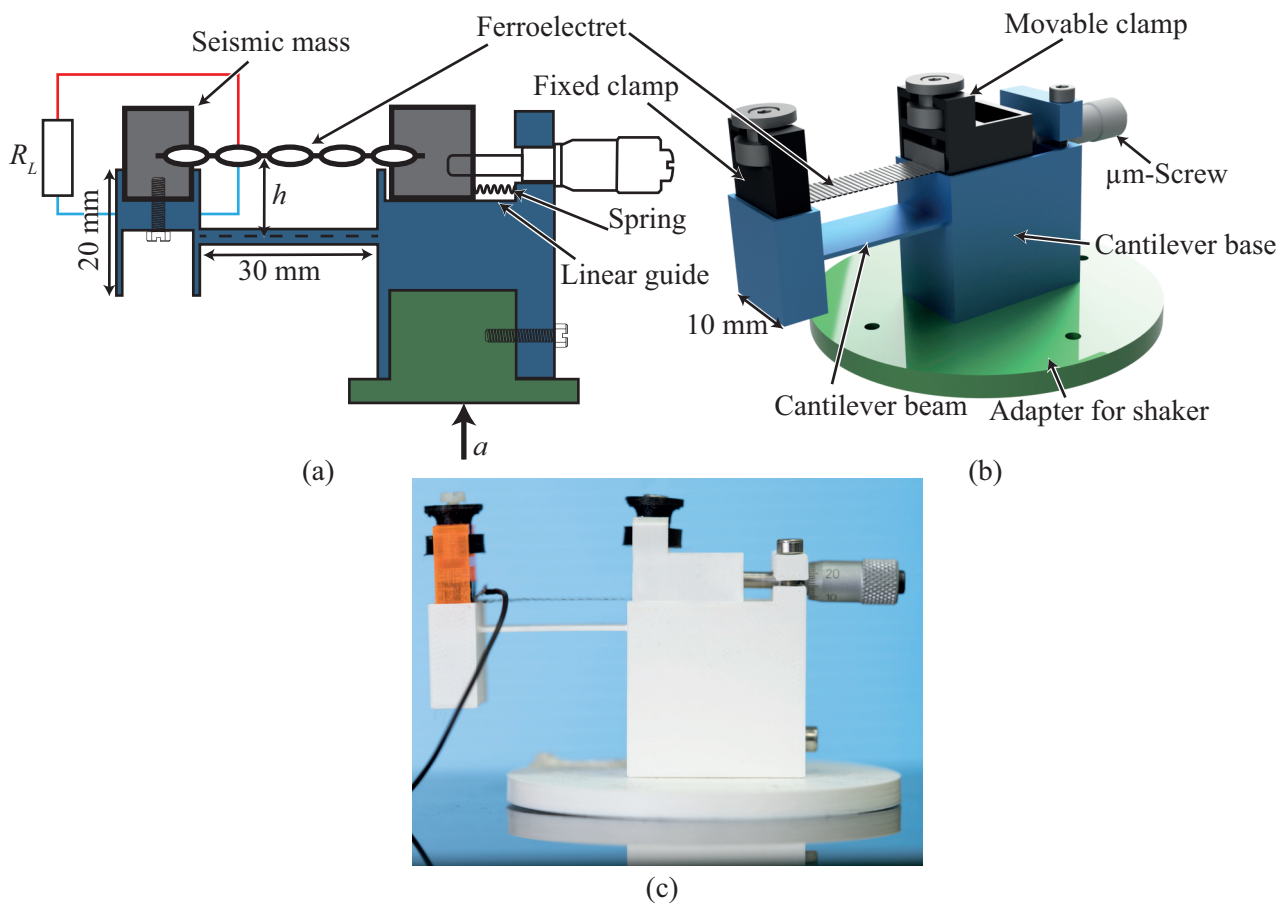 Seismic mass
Ferroelectret
Movable clamp
Fixed clamp
R_L
h
20 mm
30 mm
Spring
Linear guide
µm-Screw
Cantilever base
10 mm
Cantilever beam
Adapter for shaker
a
(a)
(b)
20
10
(c)